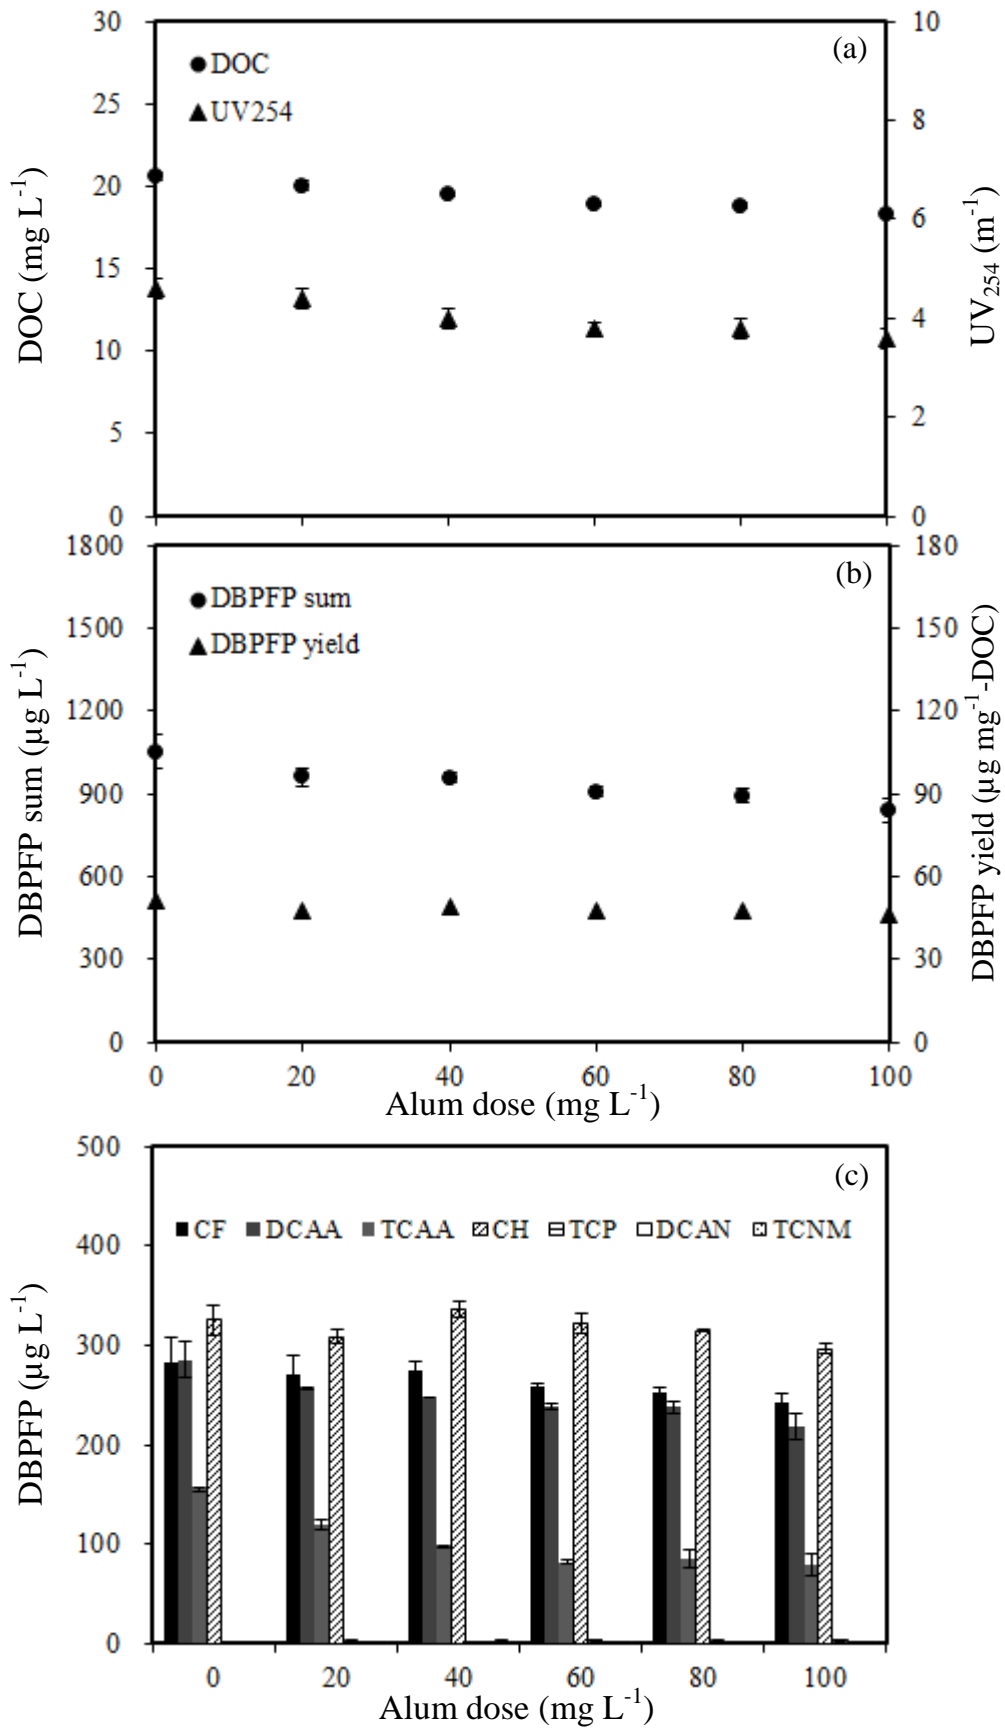 (a)
DOC
UV254
30
25
20
15
10
5
0
DOC (mg L⁻¹)
10
8
6
4
2
0
UV₂₅₄ (m⁻¹)
(b)
DBPFP sum
DBPFP yield
1800
1500
1200
900
600
300
0
DBPFP sum (µg L⁻¹)
180
150
120
90
60
30
0
DBPFP yield (µg mg⁻¹-DOC)
0 20 40 60 80 100
Alum dose (mg L⁻¹)
(c)
CF DCAA TCAA CH TCP DCAN TCNM
500
400
300
200
100
0
DBPFP (µg L⁻¹)
0 20 40 60 80 100
Alum dose (mg L⁻¹)